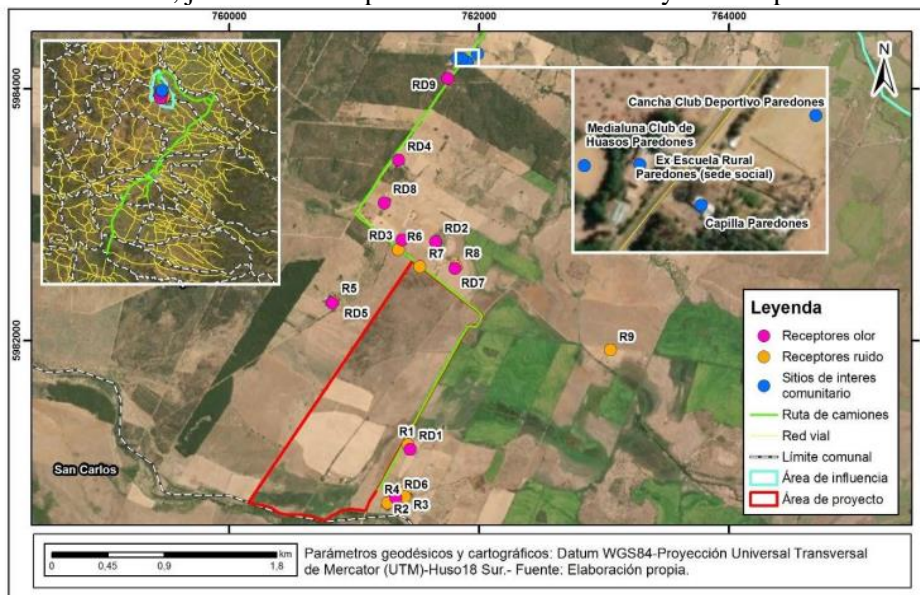 760000
762000
764000
5984000
5982000
N
RD9
RD4
RD8
RD3
R6
RD2
R7
R8
RD7
R5
RD5
R9
R1
RD1
R4
RD6
R2
R3
San Carlos
Cancha Club Deportivo Paredones
Medialuna Club de
Huasos Paredones
Ex Escuela Rural
Paredones (sede social)
Capilla Paredones
Leyenda
Receptores olor
Receptores ruido
Sitios de interes
comunitario
Ruta de camiones
Red vial
Límite comunal
Área de influencia
Área de proyecto
km
0 0,45 0,9 1,8
Parámetros geodésicos y cartográficos: Datum WGS84-Proyección Universal Transversal
de Mercator (UTM)-Huso18 Sur.- Fuente: Elaboración propia.